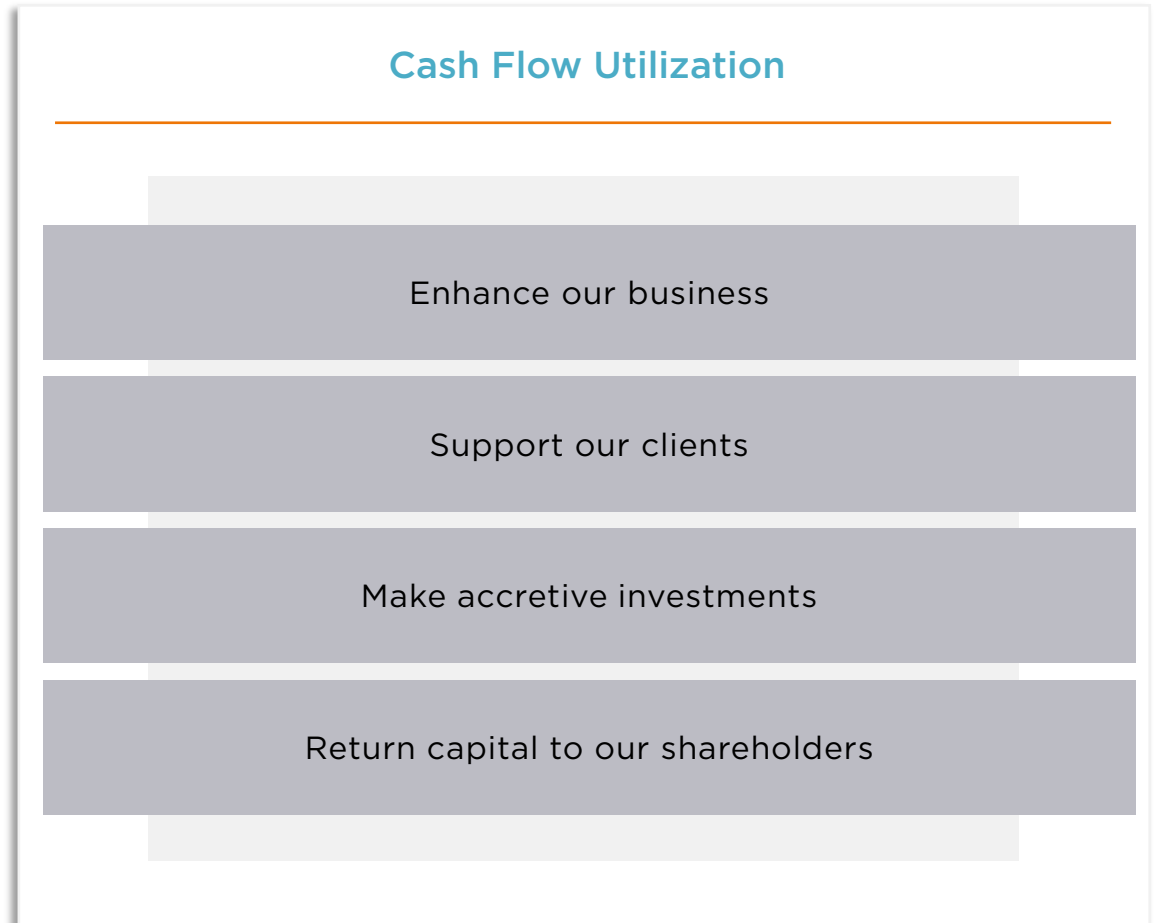 Cash Flow Utilization
Enhance our business
Support our clients
Make accretive investments
Return capital to our shareholders